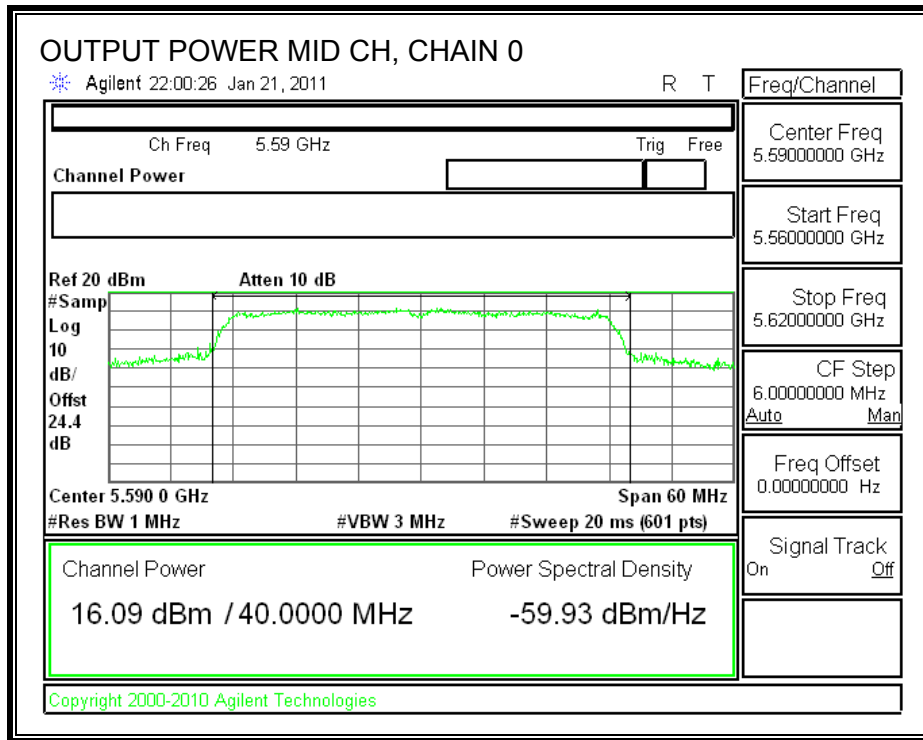 OUTPUT POWER MID CH, CHAIN 0
Agilent 22:00:26 Jan 21, 2011 R T
Freq/Channel
Ch Freq 5.59 GHz Trig Free
Channel Power
Center Freq
5.59000000 GHz
Start Freq
5.56000000 GHz
Stop Freq
5.62000000 GHz
CF Step
6.00000000 MHz
Auto Man
Freq Offset
0.00000000 Hz
Signal Track
On Off
Ref 20 dBm Atten 10 dB
#Samp
Log
10
dB/
Offst
24.4
dB
Center 5.590 0 GHz Span 60 MHz
#Res BW 1 MHz #VBW 3 MHz #Sweep 20 ms (601 pts)
Channel Power Power Spectral Density
16.09 dBm / 40.0000 MHz -59.93 dBm/Hz
Copyright 2000-2010 Agilent Technologies